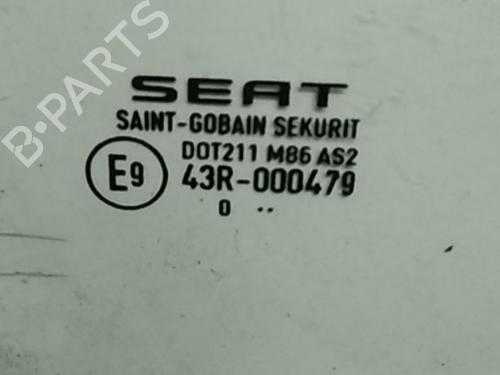 SEAT
SAINT-GOBAIN SEKURIT
DOT211 M86 AS2
E9 43R-000479
0 ..
B-PARTS